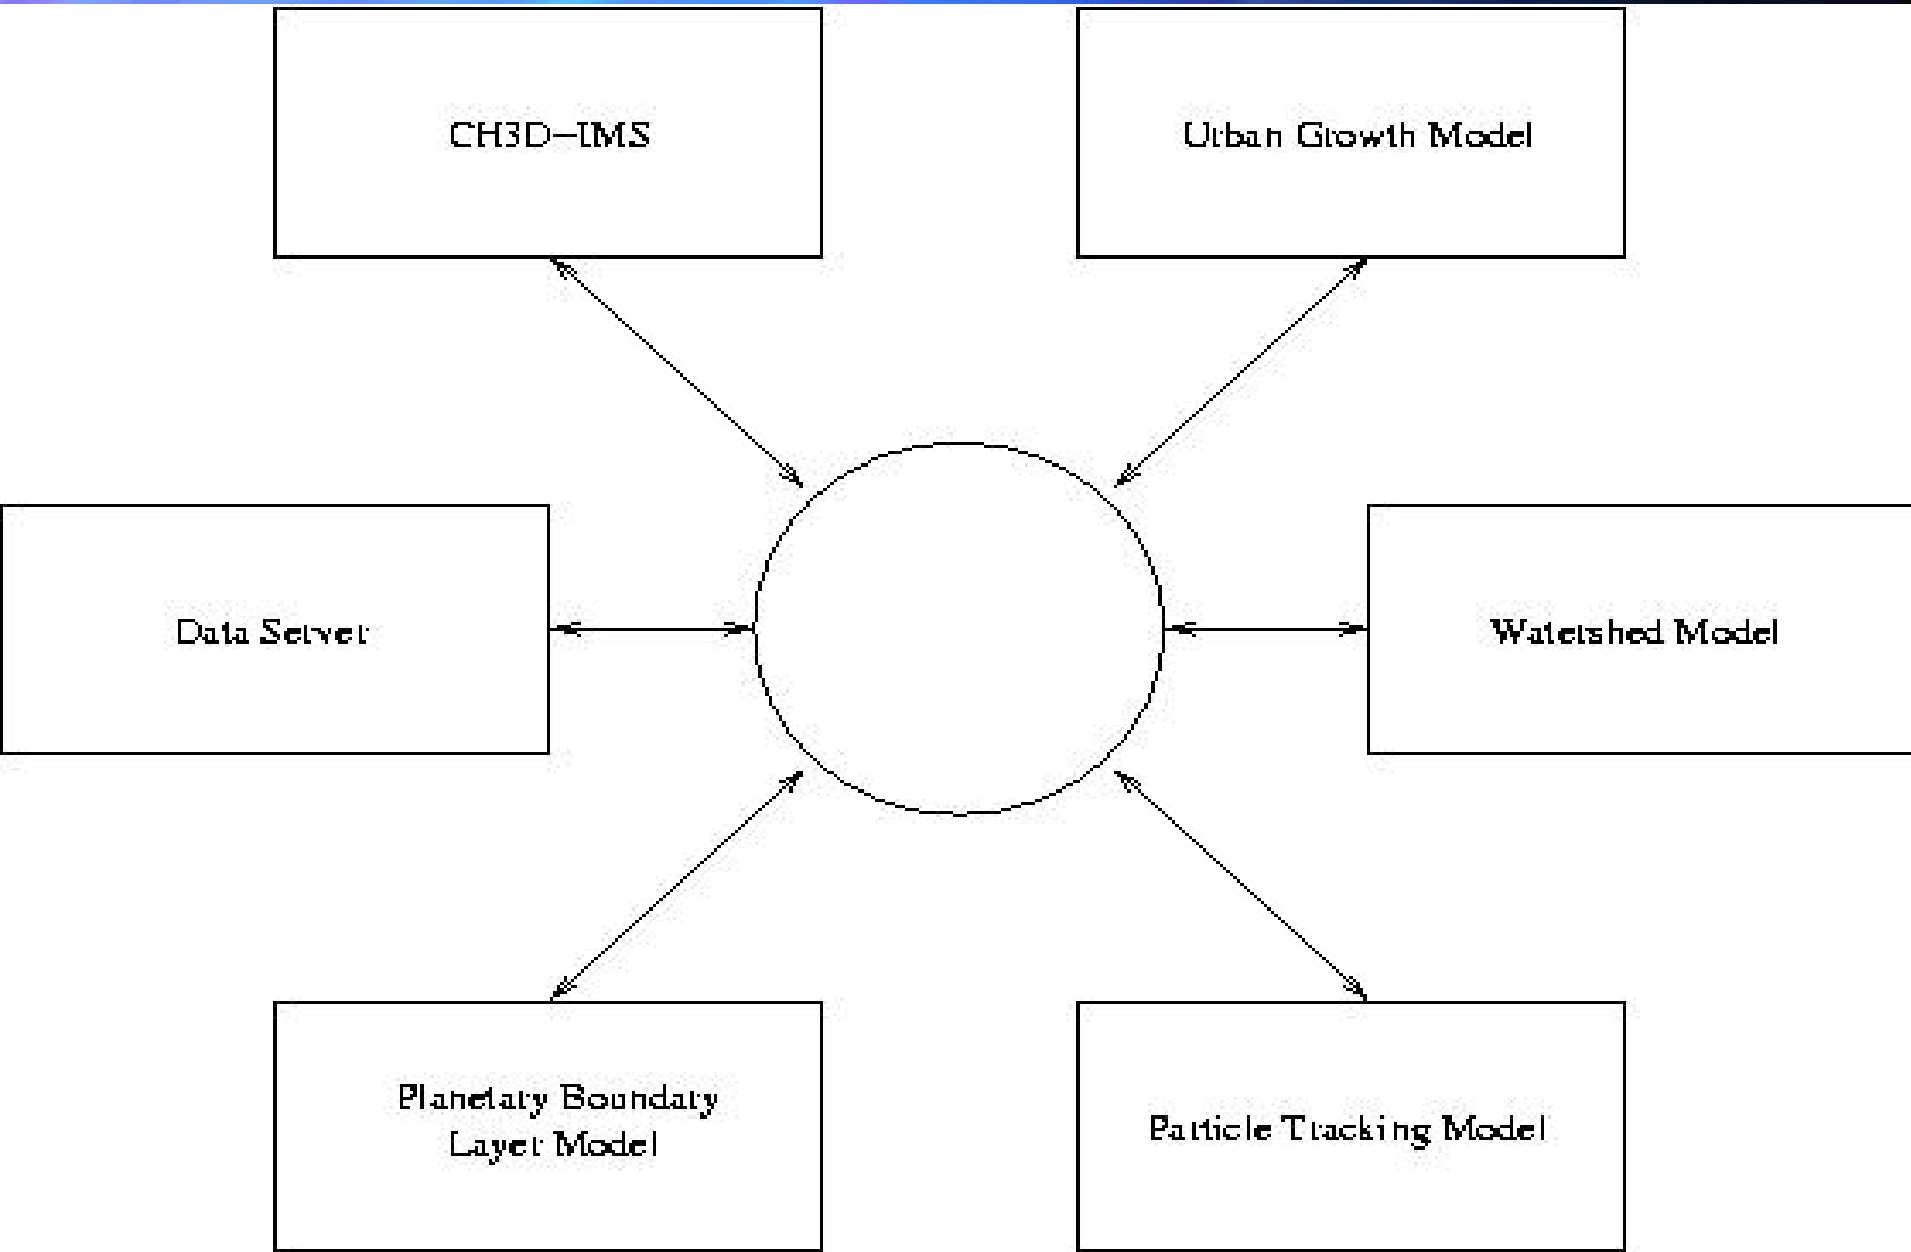 CH3D-IMS
Urban Growth Model
Data Server
Watershed Model
Planetary Boundary
Layer Model
Particle Tracking Model